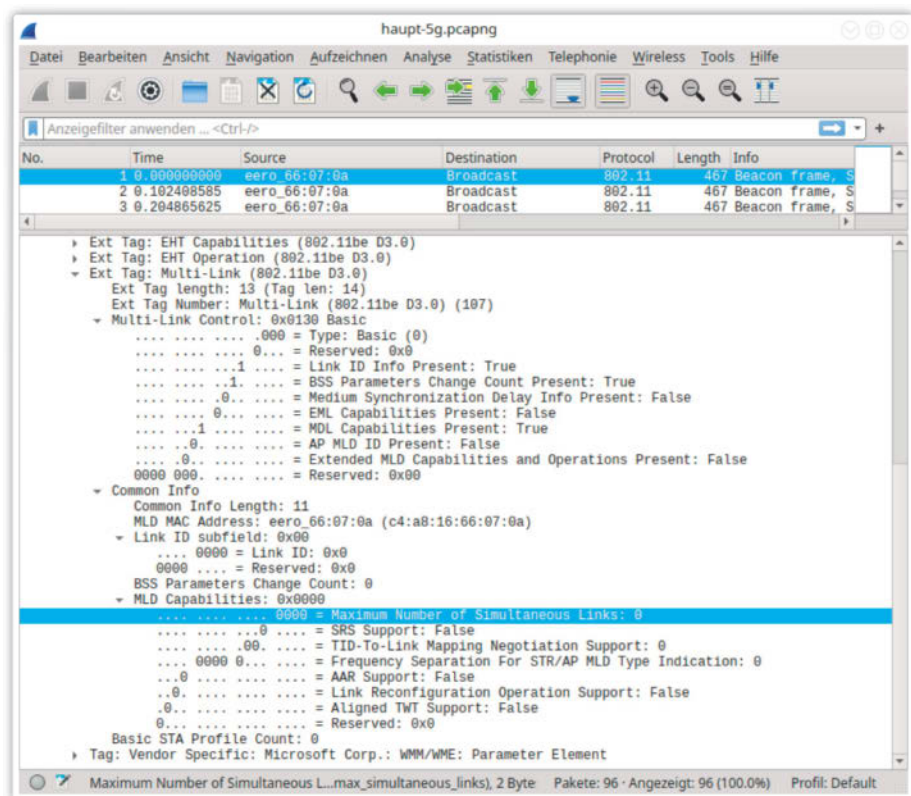 haupt-5g.pcapng
Datei Bearbeiten Ansicht Navigation Aufzeichnen Analyse Statistiken Telephonie Wireless Tools Hilfe
Anzeigefilter anwenden ... <Ctrl-/>
No. Time Source Destination Protocol Length Info
1 0.000000000 eero_66:07:0a Broadcast 802.11 467 Beacon frame, S
2 0.102408585 eero_66:07:0a Broadcast 802.11 467 Beacon frame, S
3 0.204865625 eero_66:07:0a Broadcast 802.11 467 Beacon frame, S
Ext Tag: EHT Capabilities (802.11be D3.0)
Ext Tag: EHT Operation (802.11be D3.0)
Ext Tag: Multi-Link (802.11be D3.0)
Ext Tag length: 13 (Tag len: 14)
Ext Tag Number: Multi-Link (802.11be D3.0) (107)
Multi-Link Control: 0x0130 Basic
.... .... .... .000 = Type: Basic (0)
.... .... .... 0... = Reserved: 0x0
.... .... ...1 .... = Link ID Info Present: True
.... .... ..1. .... = BSS Parameters Change Count Present: True
.... .... .0.. .... = Medium Synchronization Delay Info Present: False
.... .... 0... .... = EML Capabilities Present: False
.... ...1 .... .... = MDL Capabilities Present: True
.... ..0. .... .... = AP MLD ID Present: False
.... .0.. .... .... = Extended MLD Capabilities and Operations Present: False
0000 000. .... .... = Reserved: 0x00
Common Info
Common Info Length: 11
MLD MAC Address: eero_66:07:0a (c4:a8:16:66:07:0a)
Link ID subfield: 0x00
.... 0000 = Link ID: 0x0
0000 .... = Reserved: 0x0
BSS Parameters Change Count: 0
MLD Capabilities: 0x0000
.... .... .... 0000 = Maximum Number of Simultaneous Links: 0
.... .... ...0 .... = SRS Support: False
.... .... .00. .... = TID-To-Link Mapping Negotiation Support: 0
.... 0000 0... .... = Frequency Separation For STR/AP MLD Type Indication: 0
...0 .... .... .... = AAR Support: False
..0. .... .... .... = Link Reconfiguration Operation Support: False
.0.. .... .... .... = Aligned TWT Support: False
0... .... .... .... = Reserved: 0x0
Basic STA Profile Count: 0
Tag: Vendor Specific: Microsoft Corp.: WMM/WME: Parameter Element
Maximum Number of Simultaneous L...max_simultaneous_links), 2 Byte Pakete: 96 · Angezeigt: 96 (100.0%) Profil: Default